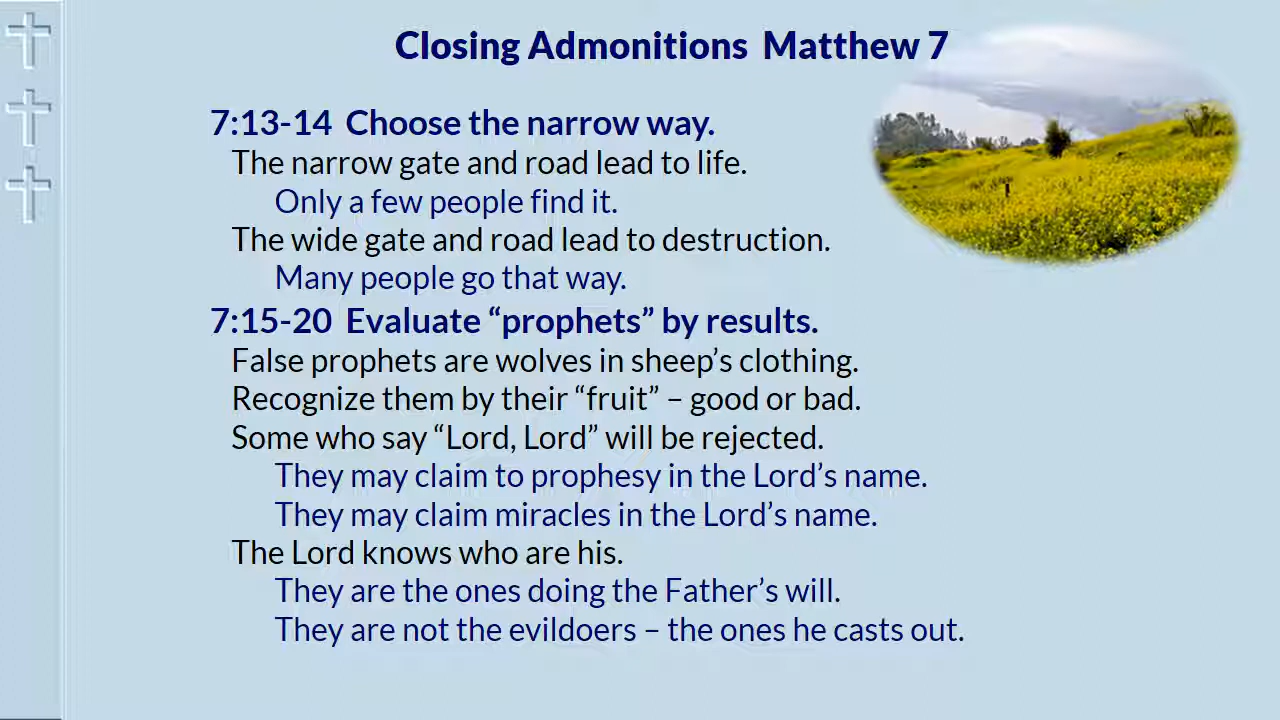 Closing Admonitions  Matthew 7
7:13-14  Choose the narrow way.
The narrow gate and road lead to life.
Only a few people find it.
The wide gate and road lead to destruction.
Many people go that way.
7:15-20  Evaluate “prophets” by results.
False prophets are wolves in sheep’s clothing.
Recognize them by their “fruit” – good or bad.
Some who say “Lord, Lord” will be rejected.
They may claim to prophesy in the Lord’s name.
They may claim miracles in the Lord’s name.
The Lord knows who are his.
They are the ones doing the Father’s will.
They are not the evildoers – the ones he casts out.